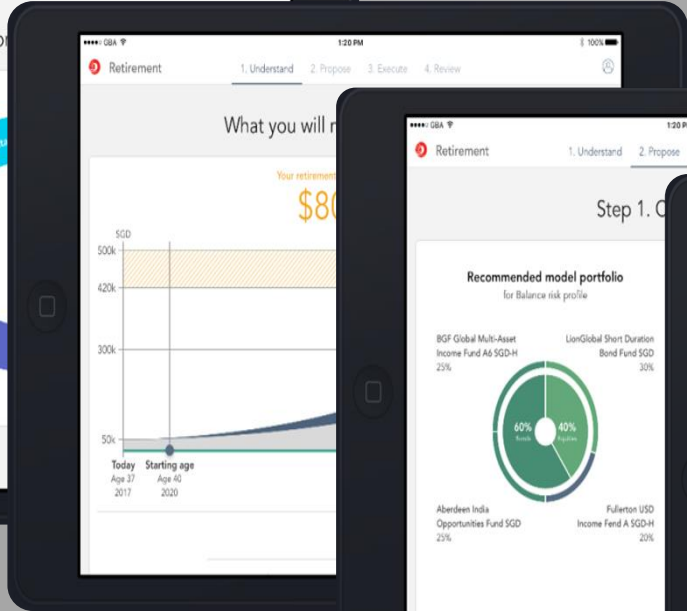 GBA
1:20 PM
100%
Retirement
1. Understand
2. Propose
3. Execute
4. Review
What you will
Your retirement
$80
SGD
500k
420k
300k
50k
Today
Age 37
2017
Starting age
Age 40
2020
GBA
1:20
Retirement
1. Understand
2. Propose
Step 1.
Recommended model portfolio
for Balance risk profile
BGF Global Multi-Asset
Income Fund A6 SGD-H
25%
LionGlobal Short Duration
Bond Fund SGD
30%
60%
Bonds
40%
Equities
Aberdeen India
Opportunities Fund SGD
25%
Fullerton USD
Income Fend A SGD-H
20%